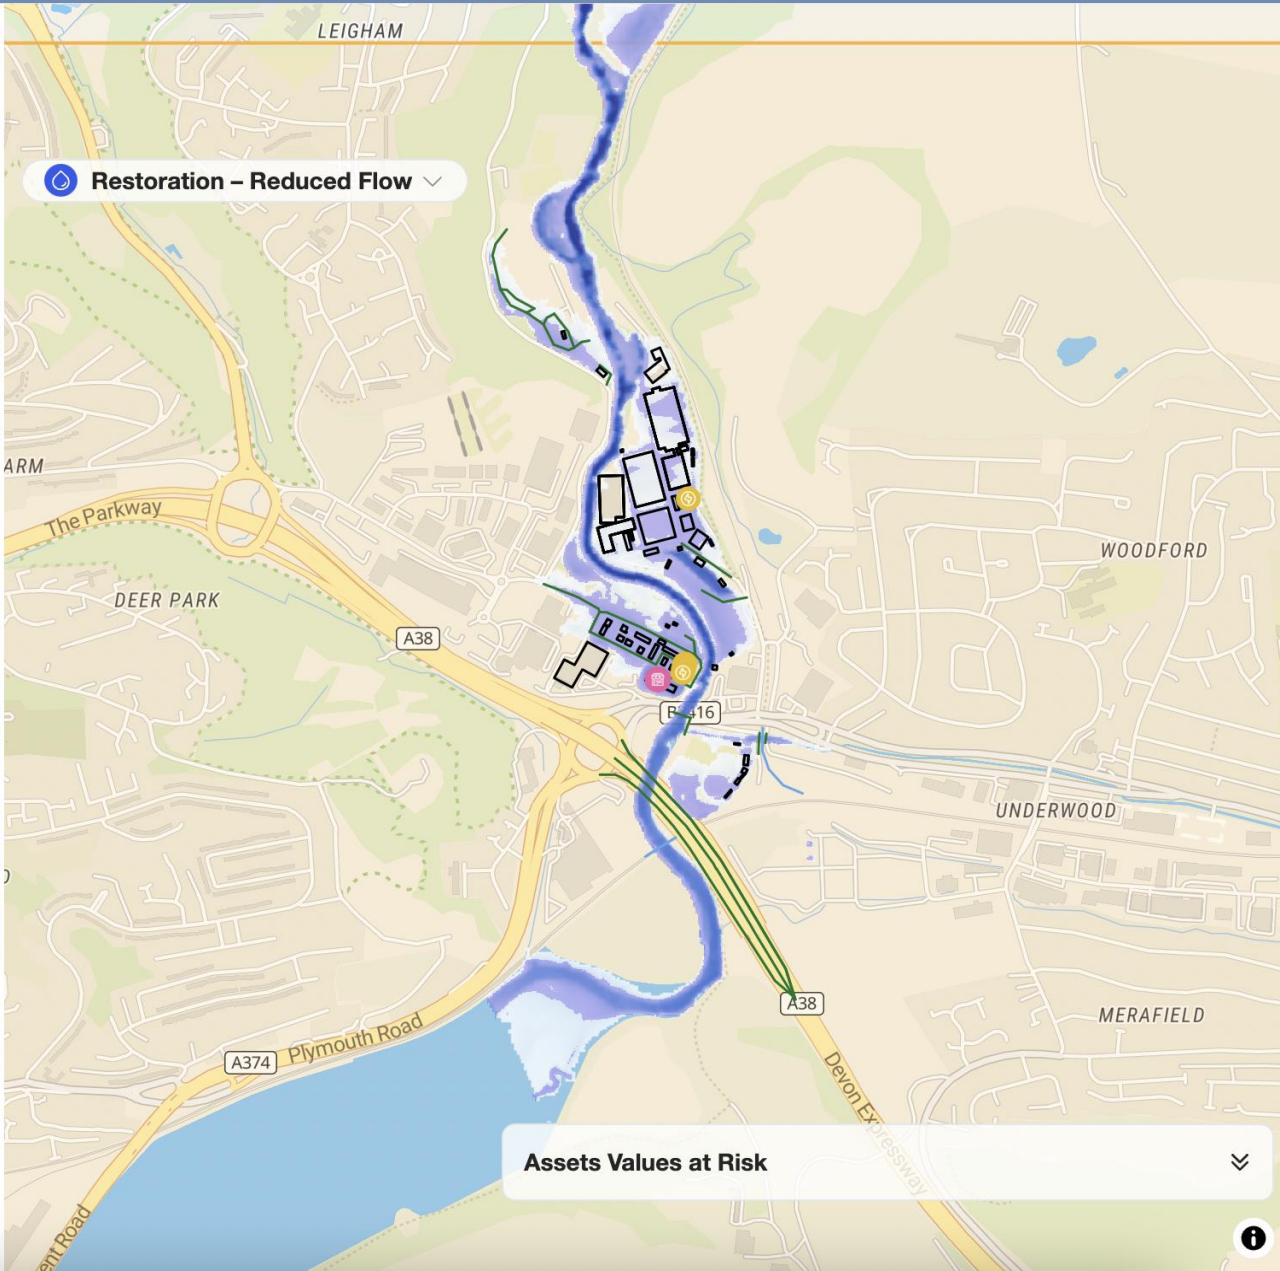 LEIGHAM
Restoration – Reduced Flow
ARM
The Parkway
WOODFORD
DEER PARK
A38
UNDERWOOD
A38
MERAFIELD
Plymouth Road
A374
Devon Expressway
Assets Values at Risk
Road